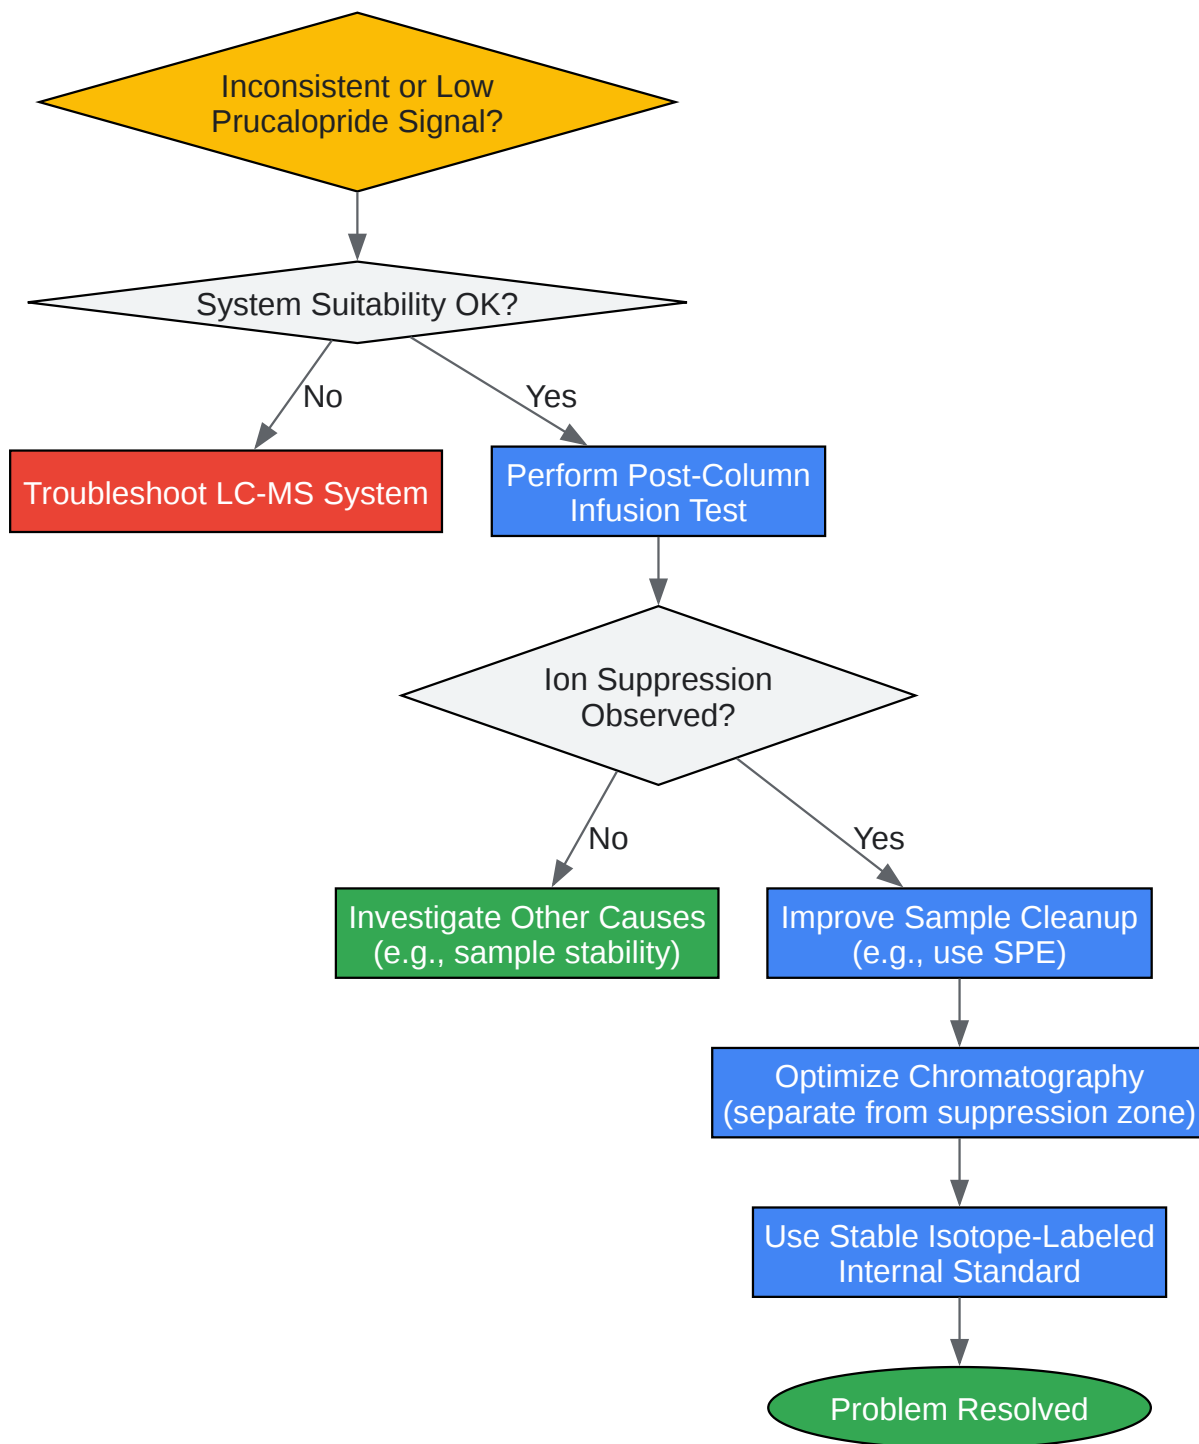 Inconsistent or Low
Prucalopride Signal?
System Suitability OK?
No
Yes
Troubleshoot LC-MS System
Perform Post-Column
Infusion Test
Ion Suppression
Observed?
No
Yes
Investigate Other Causes
(e.g., sample stability)
Improve Sample Cleanup
(e.g., use SPE)
Optimize Chromatography
(separate from suppression zone)
Use Stable Isotope-Labeled
Internal Standard
Problem Resolved